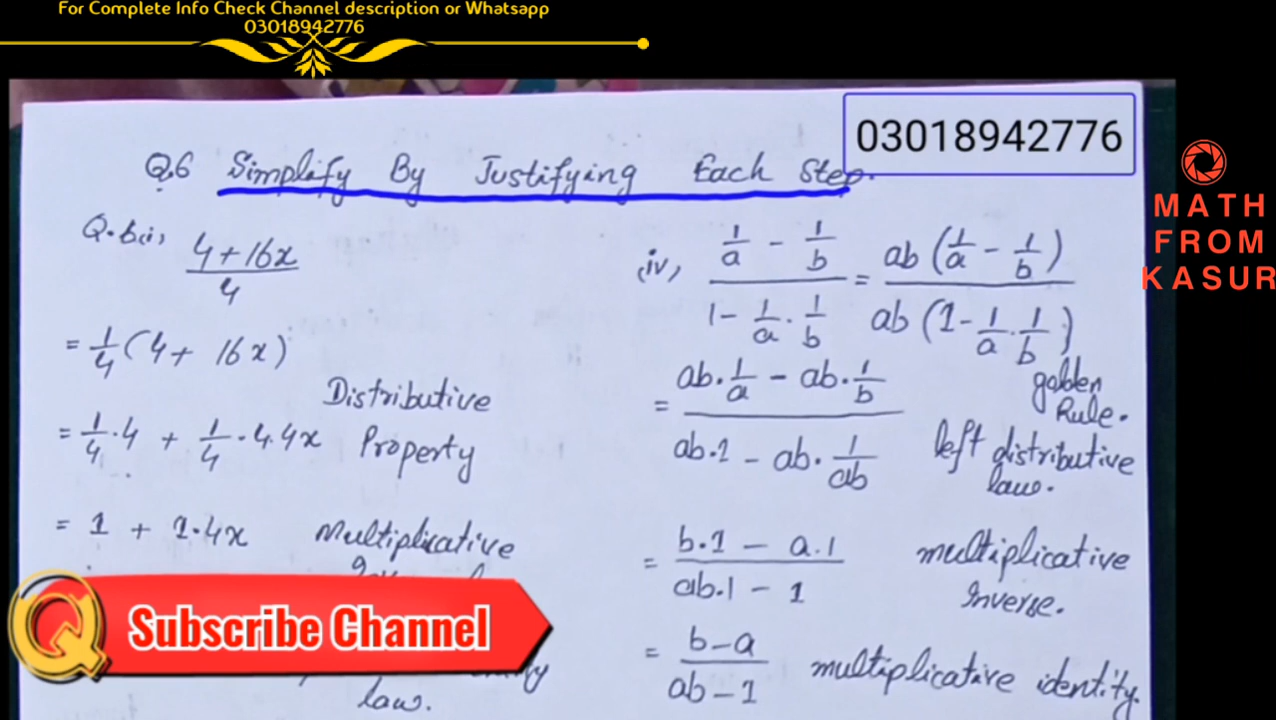 For Complete Info Check Channel description or Whatsapp
03018942776
03018942776
MATH
FROM
KASUR
Q.6 Simplify By Justifying Each Step.
Q.6(i) (4+16x)/4
= 1/4 (4+ 16x)
Distributive
= 1/4 . 4 + 1/4 . 4.4x Property
= 1 + 1.4x Multiplicative
law.
(iv) (1/a - 1/b)/(1 - 1/a . 1/b) = ab(1/a - 1/b)/ab(1 - 1/a . 1/b)
golden
Rule.
= (ab.1/a - ab.1/b)/(ab.1 - ab.1/ab) left distributive
law.
= (b.1 - a.1)/(ab.1 - 1) multiplicative
Inverse.
= (b-a)/(ab-1) multiplicative identity.
Subscribe Channel